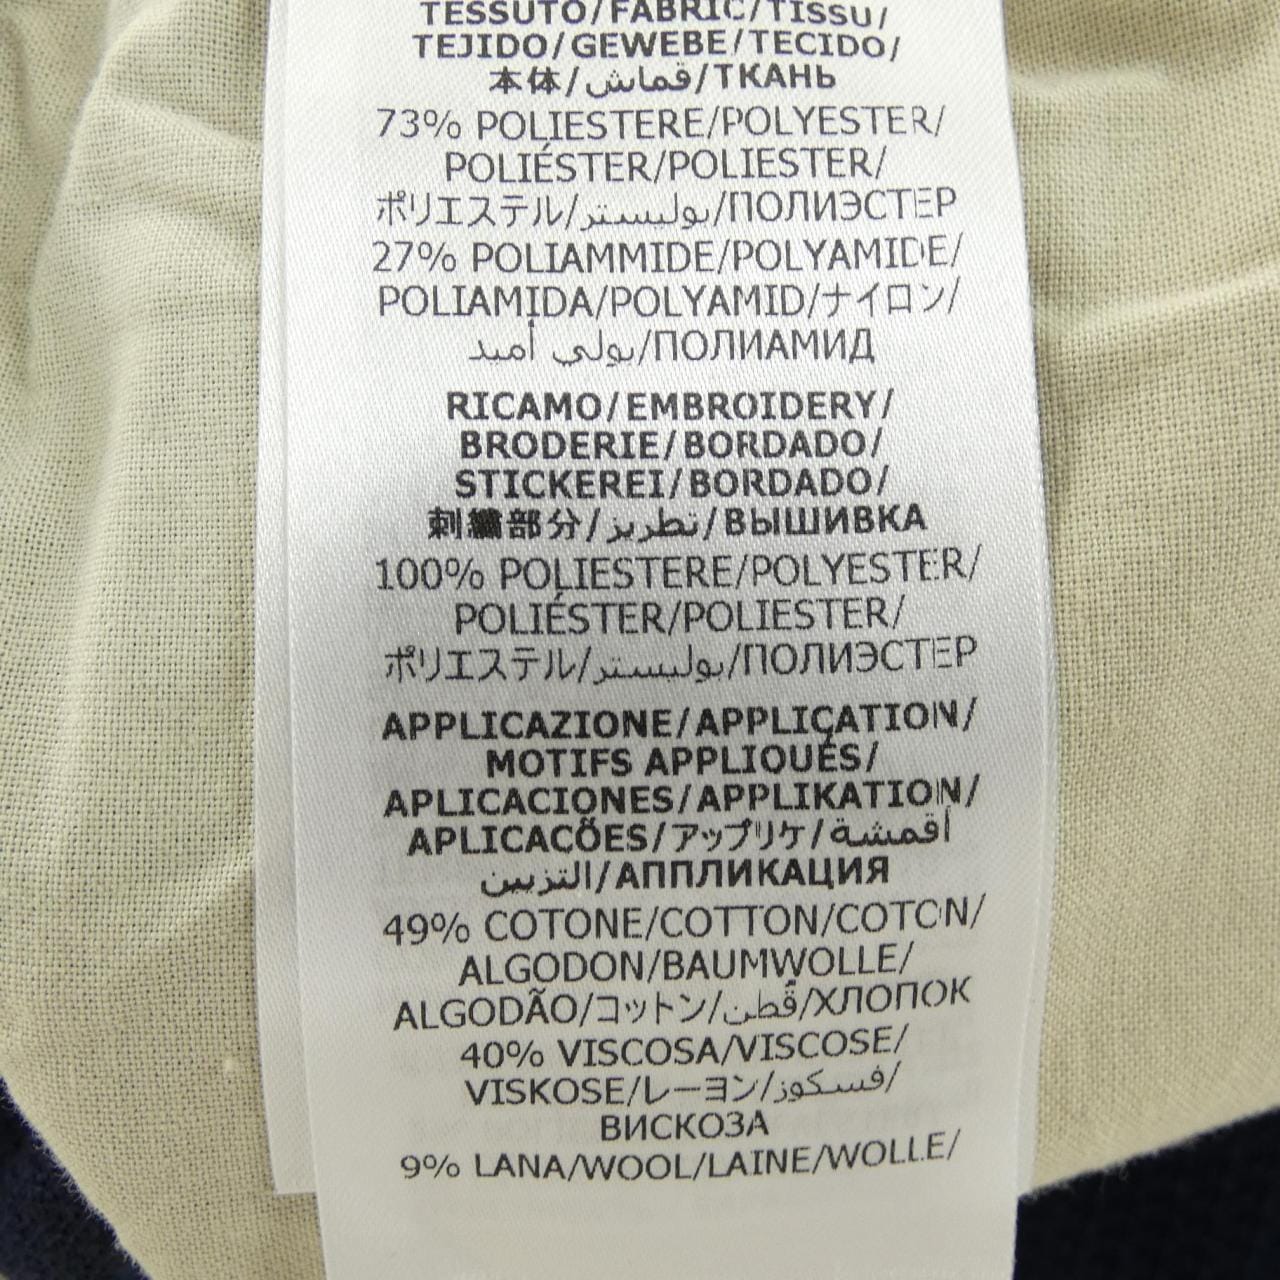 TESSUTO/FABRIC/TISSU/
TEJIDO/GEWEBE/TECIDO/
本体/قماش/ТКАНЬ
73% POLIESTERE/POLYESTER/
POLIÉSTER/POLIESTER/
ポリエステル/بوليستر/ПОЛИЭСТЕР
27% POLIAMMIDE/POLYAMIDE/
POLIAMIDA/POLYAMID/ナイロン/
بولي أميد/ПОЛИАМИД
RICAMO/EMBROIDERY/
BRODERIE/BORDADO/
STICKEREI/BORDADO/
刺繍部分/تطريز/ВЫШИВКА
100% POLIESTERE/POLYESTER/
POLIÉSTER/POLIESTER/
ポリエステル/بوليستر/ПОЛИЭСТЕР
APPLICAZIONE/APPLICATION/
MOTIFS APPLIQUÉS/
APLICACIONES/APPLIKATION/
APLICAÇÕES/アップリケ/أقمشة
التزيين/АППЛИКАЦИЯ
49% COTONE/COTTON/COTON/
ALGODON/BAUMWOLLE/
ALGODÃO/コットン/قُطن/ХЛОПОК
40% VISCOSA/VISCOSE/
VISKOSE/レーヨン/فسكوز/
ВИСКОЗА
9% LANA/WOOL/LAINE/WOLLE/